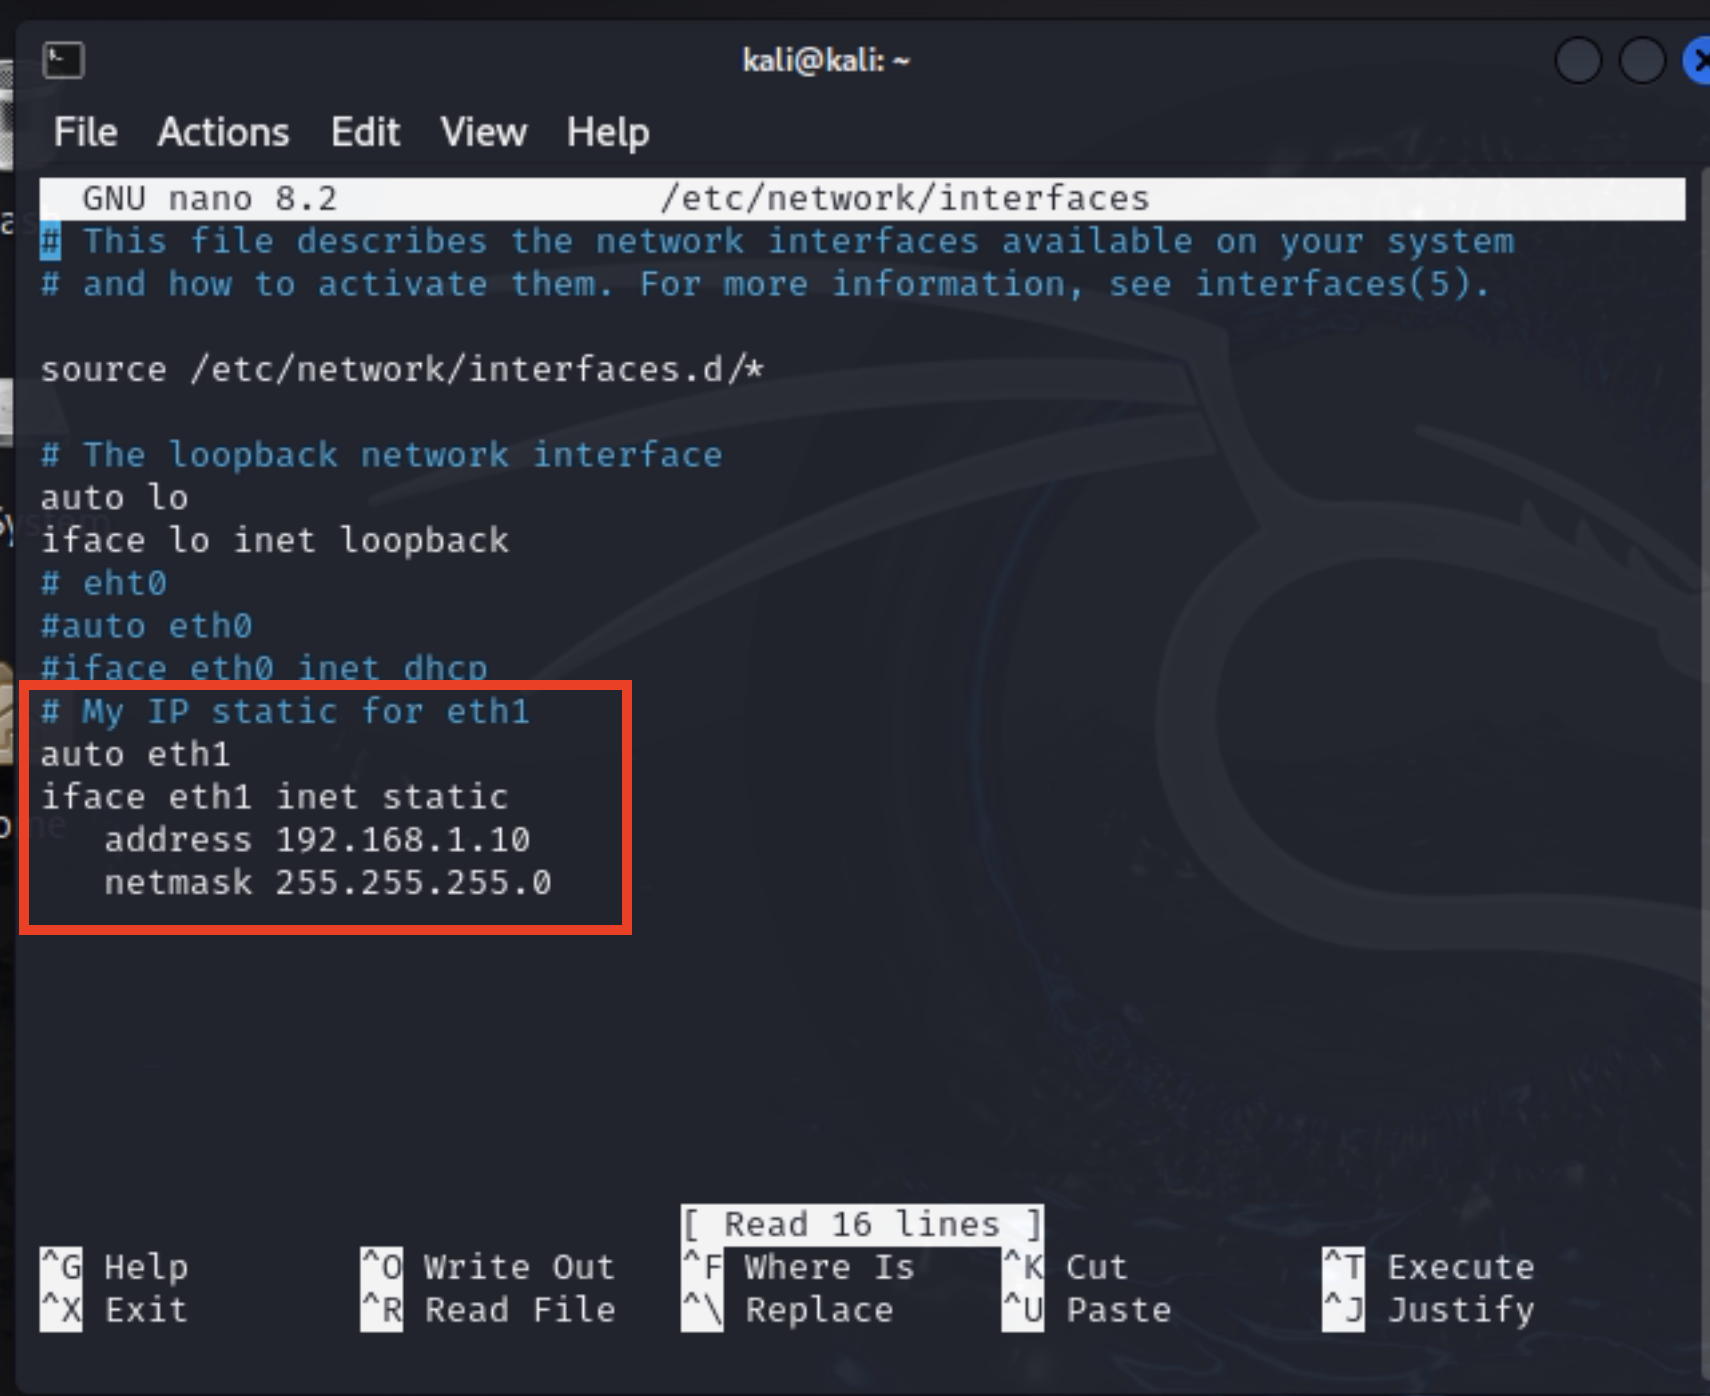 kali@kali: ~
File Actions Edit View Help
GNU nano 8.2 /etc/network/interfaces
# This file describes the network interfaces available on your system
# and how to activate them. For more information, see interfaces(5).
source /etc/network/interfaces.d/*
# The loopback network interface
auto lo
iface lo inet loopback
# eht0
#auto eth0
#iface eth0 inet dhcp
# My IP static for eth1
auto eth1
iface eth1 inet static
address 192.168.1.10
netmask 255.255.255.0
[ Read 16 lines ]
^G Help ^O Write Out ^F Where Is ^K Cut ^T Execute
^X Exit ^R Read File ^\ Replace ^U Paste ^J Justify